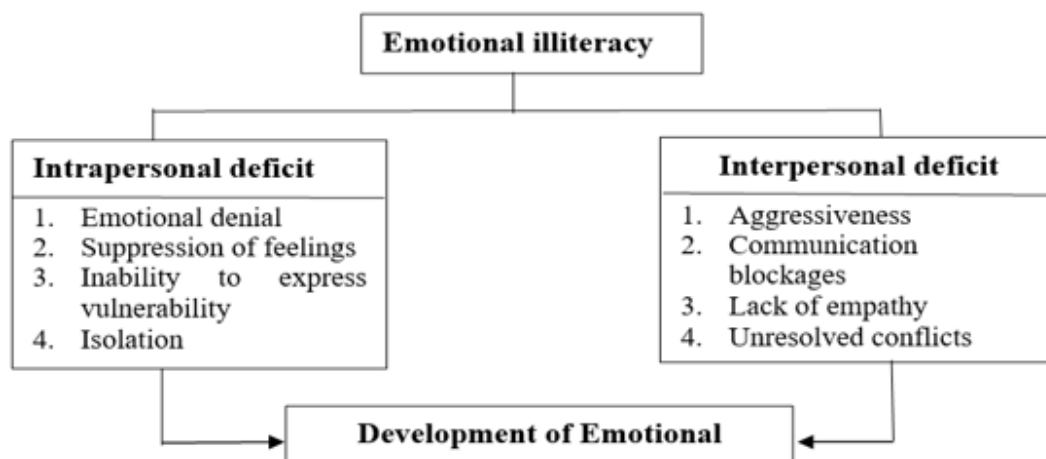 Emotional illiteracy
Intrapersonal deficit
1. Emotional denial
2. Suppression of feelings
3. Inability to express
vulnerability
4. Isolation
Interpersonal deficit
1. Aggressiveness
2. Communication
blockages
3. Lack of empathy
4. Unresolved conflicts
Development of Emotional